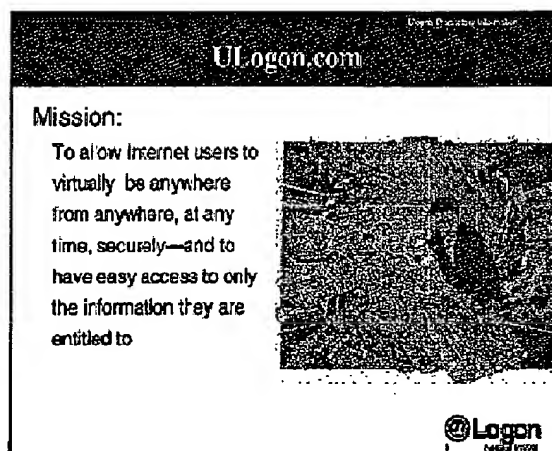 ULogon.com
Mission:
To allow Internet users to
virtually be anywhere
from anywhere, at any
time, securely—and to
have easy access to only
the information they are
entitled to
@Logon